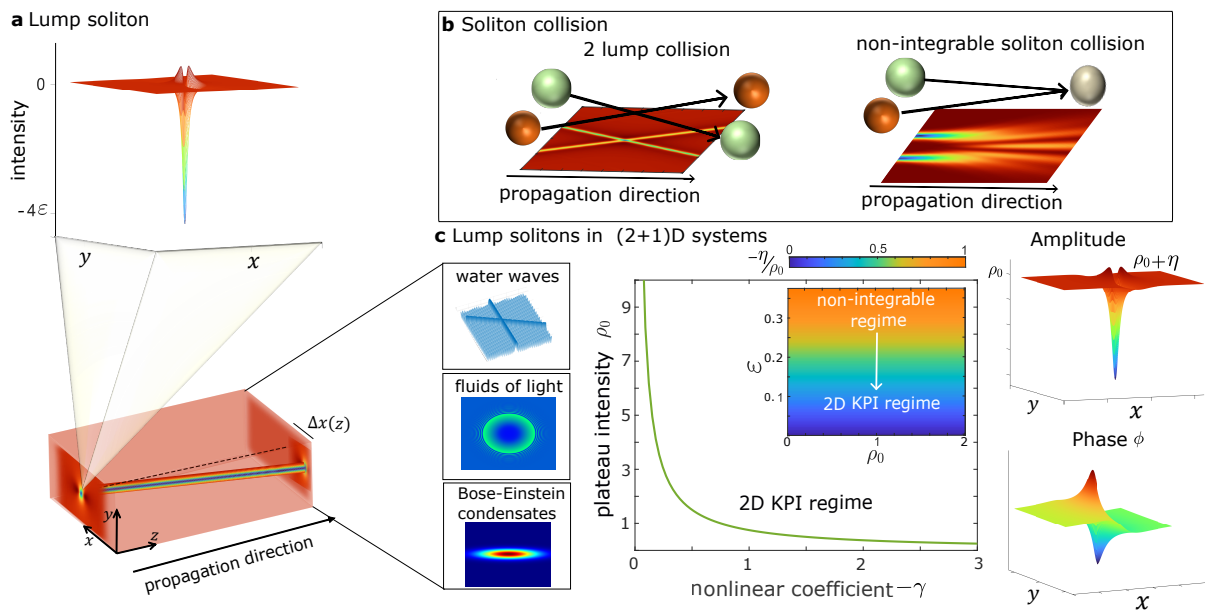 a Lump soliton
0
intensity
-4ε
y
x
Δx(z)
y
x
z
propagation direction
b Soliton collision
2 lump collision
propagation direction
non-integrable soliton collision
propagation direction
c Lump solitons in (2+1)D systems
water waves
fluids of light
Bose-Einstein
condensates
−η/ρ₀
0
0.5
1
plateau intensity ρ₀
9
7
5
3
1
0
1
2
3
nonlinear coefficient −γ
2D KPI regime
non-integrable
regime
2D KPI regime
ε
0.3
0.2
0.1
0
1
2
ρ₀
Amplitude
ρ₀
ρ₀+η
y
x
Phase ϕ
y
x